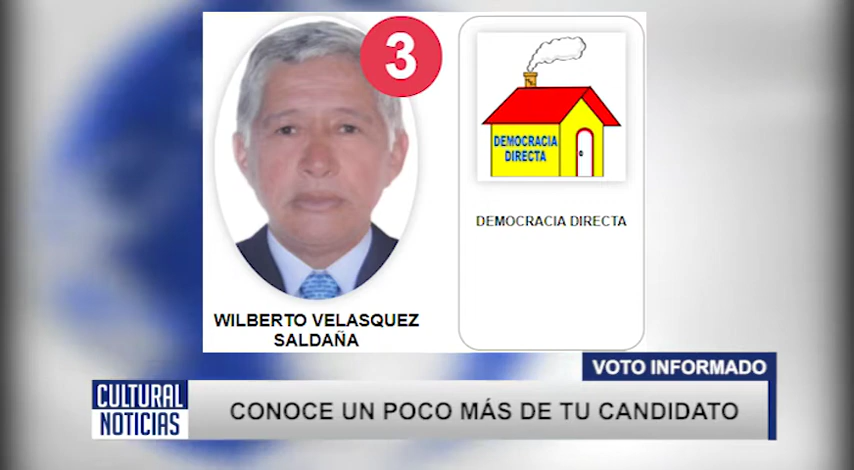 3
DEMOCRACIA
DIRECTA
DEMOCRACIA DIRECTA
WILBERTO VELASQUEZ
SALDAÑA
VOTO INFORMADO
CULTURAL
NOTICIAS
CONOCE UN POCO MÁS DE TU CANDIDATO